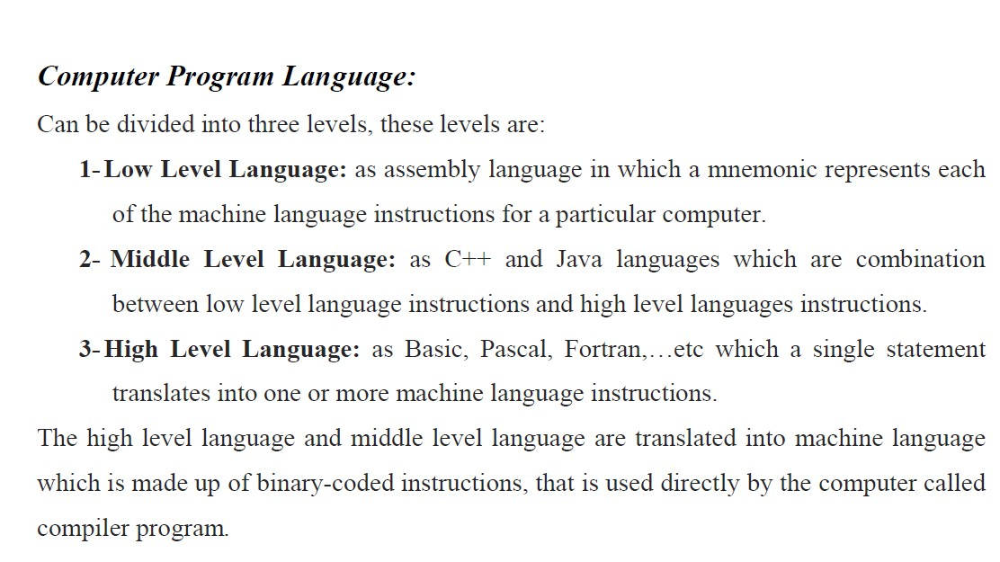 Computer Program Language:
Can be divided into three levels, these levels are:
1- Low Level Language: as assembly language in which a mnemonic represents each
of the machine language instructions for a particular computer.
2- Middle Level Language: as C++ and Java languages which are combination
between low level language instructions and high level languages instructions.
3- High Level Language: as Basic, Pascal, Fortran,…etc which a single statement
translates into one or more machine language instructions.
The high level language and middle level language are translated into machine language
which is made up of binary-coded instructions, that is used directly by the computer called
compiler program.